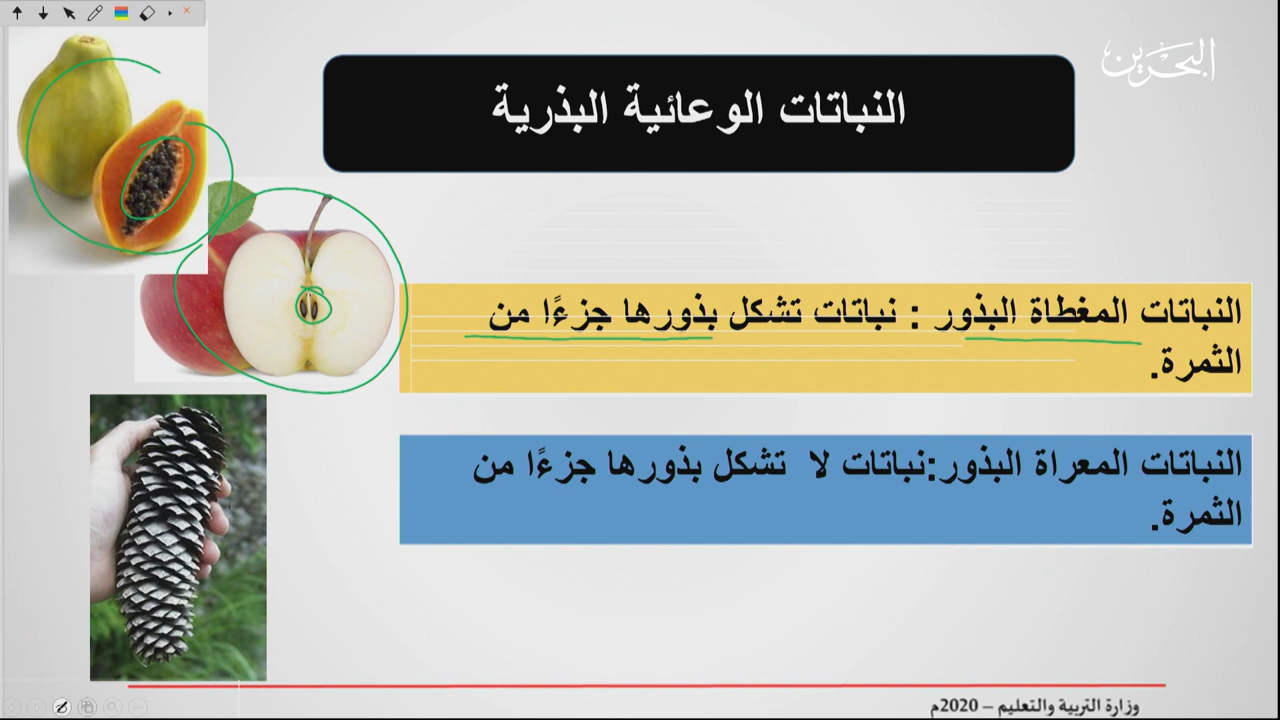 البحرين
النباتات الوعائية البذرية
النباتات المغطاة البذور : نباتات تشكل بذورها جزءًا من
الثمرة.
النباتات المعراة البذور:نباتات لا تشكل بذورها جزءًا من
الثمرة.
وزارة التربية والتعليم – 2020م